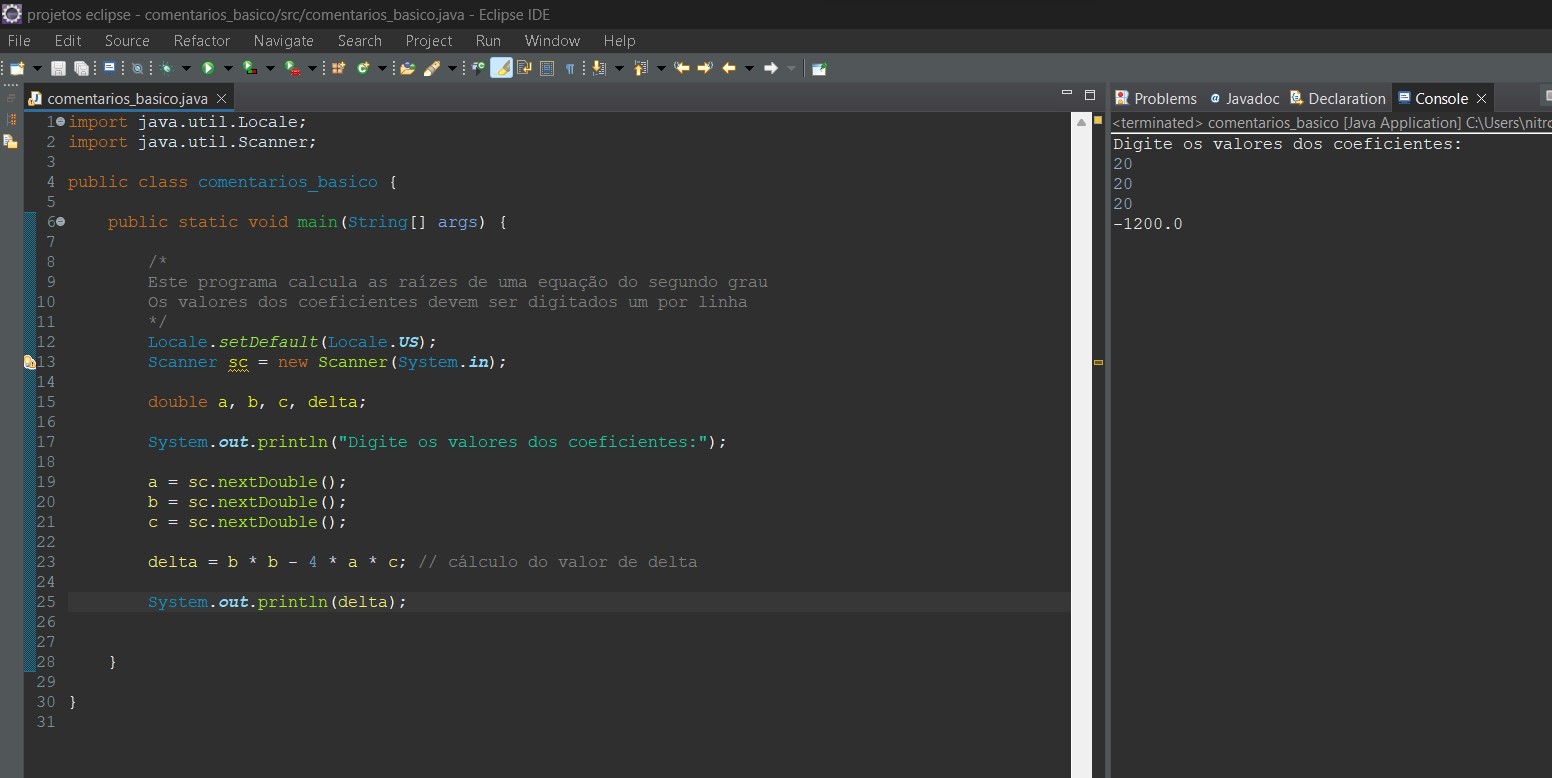 projetos eclipse - comentarios_basico/src/comentarios_basico.java - Eclipse IDE
File Edit Source Refactor Navigate Search Project Run Window Help
comentarios_basico.java
1 import java.util.Locale;
2 import java.util.Scanner;
3
4 public class comentarios_basico {
5
6 public static void main(String[] args) {
7
8 /*
9 Este programa calcula as raízes de uma equação do segundo grau
10 Os valores dos coeficientes devem ser digitados um por linha
11 */
12 Locale.setDefault(Locale.US);
13 Scanner sc = new Scanner(System.in);
14
15 double a, b, c, delta;
16
17 System.out.println("Digite os valores dos coeficientes:");
18
19 a = sc.nextDouble();
20 b = sc.nextDouble();
21 c = sc.nextDouble();
22
23 delta = b * b - 4 * a * c; // cálculo do valor de delta
24
25 System.out.println(delta);
26
27
28 }
29
30 }
31
Problems Javadoc Declaration Console
<terminated> comentarios_basico [Java Application] C:\Users\nitro
Digite os valores dos coeficientes:
20
20
20
-1200.0